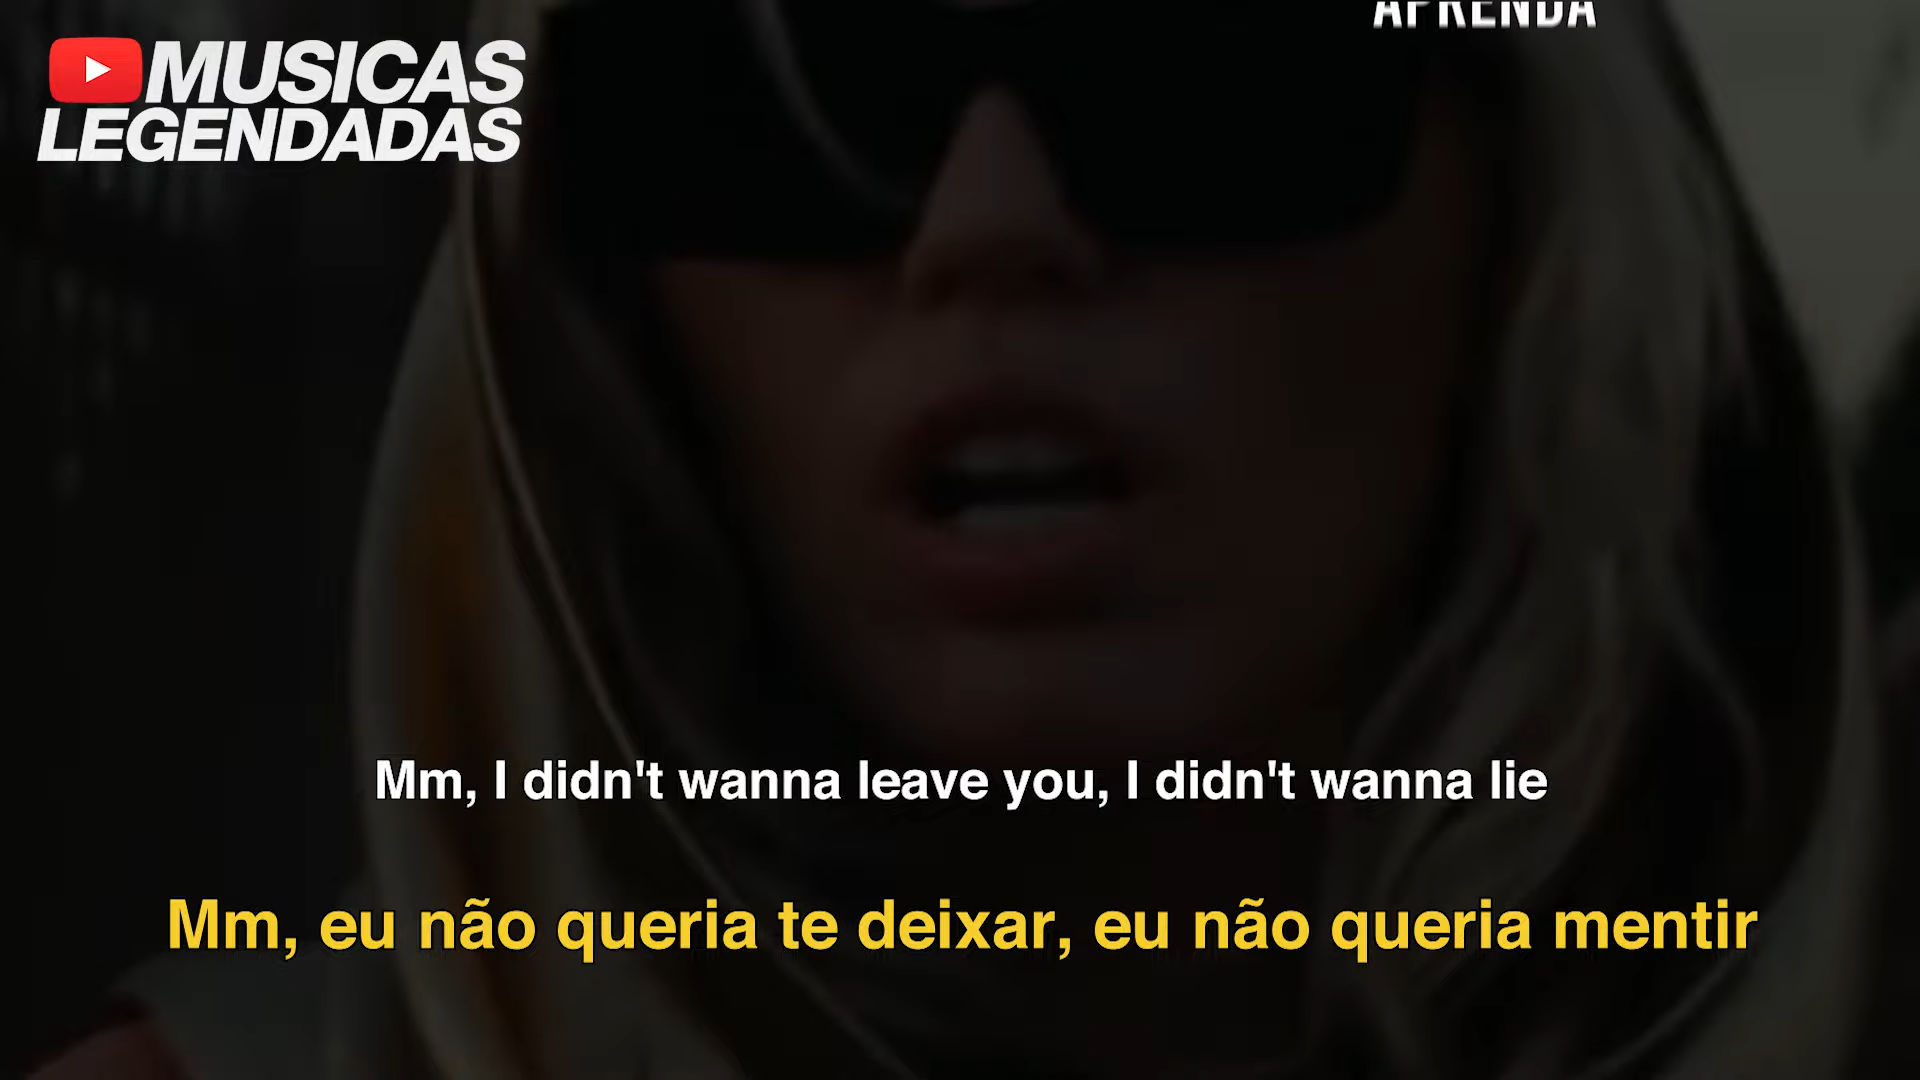 APRENDA
MUSICAS
LEGENDADAS
Mm, I didn't wanna leave you, I didn't wanna lie
Mm, eu não queria te deixar, eu não queria mentir